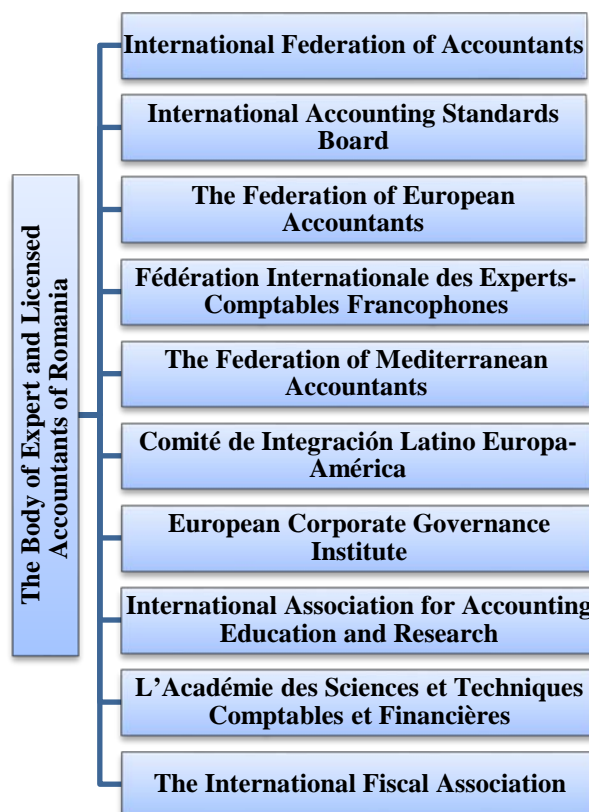 The Body of Expert and Licensed
Accountants of Romania
International Federation of Accountants
International Accounting Standards
Board
The Federation of European
Accountants
Fédération Internationale des Experts-
Comptables Francophones
The Federation of Mediterranean
Accountants
Comité de Integración Latino Europa-
América
European Corporate Governance
Institute
International Association for Accounting
Education and Research
L’Académie des Sciences et Techniques
Comptables et Financières
The International Fiscal Association